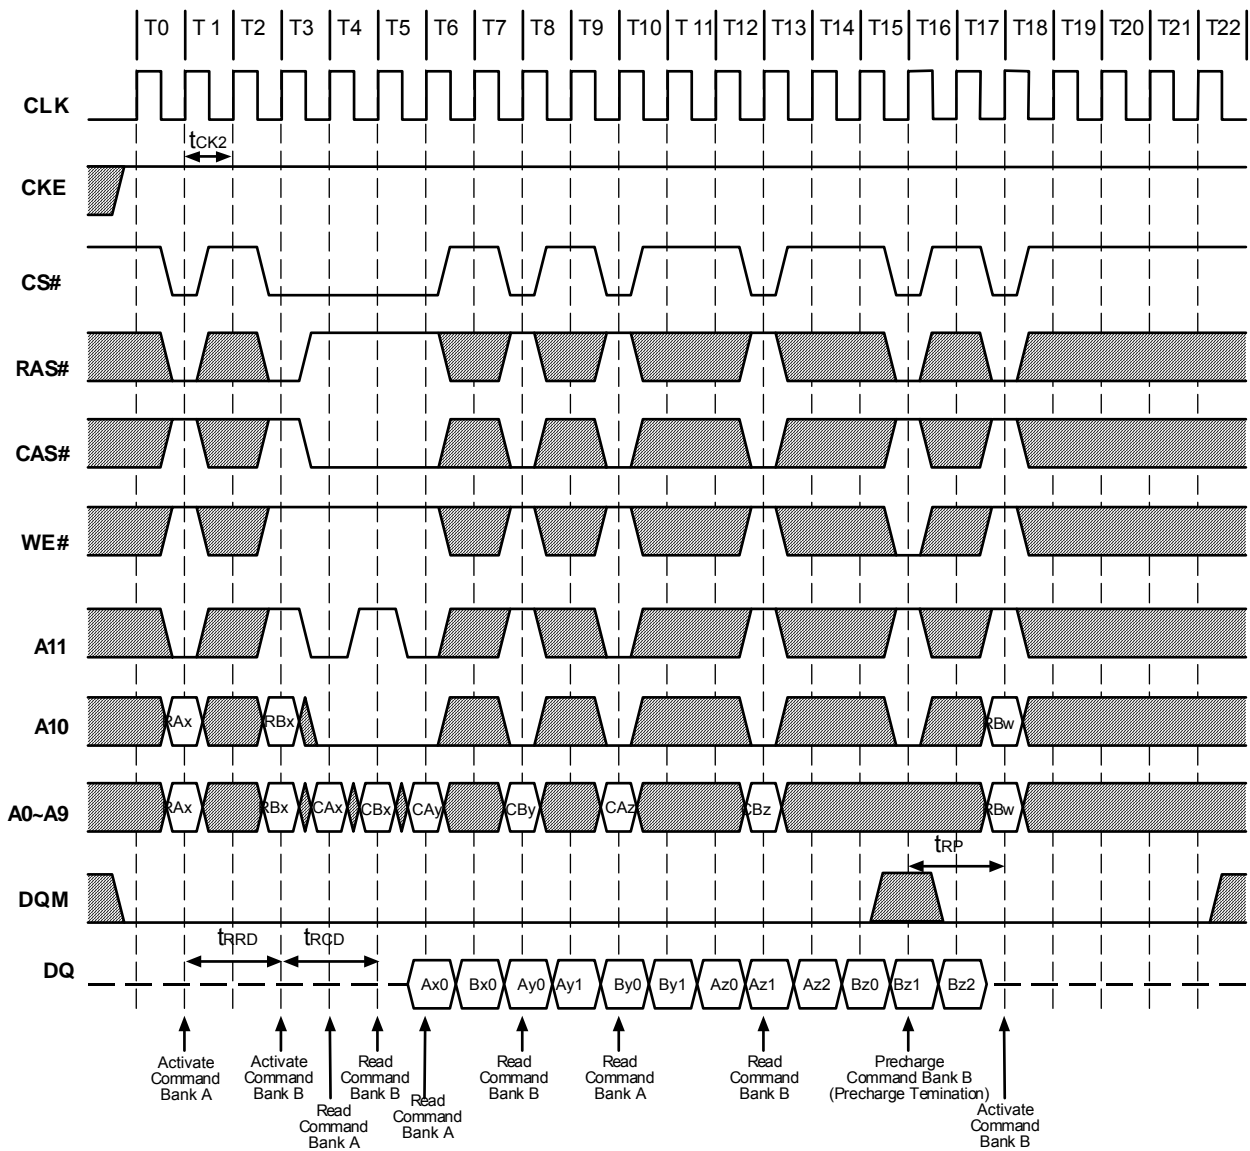 T0 T 1 T2 T3 T4 T5 T6 T7 T8 T9 T10 T 11 T12 T13 T14 T15 T16 T17 T18 T19 T20 T21 T22
CLK
tCK2
CKE
CS#
RAS#
CAS#
WE#
A11
A10
RAx RBx RBw
A0~A9
RAx RBx CAx CBx CAy CBy CAz CBz RBw
tRP
DQM
tRRD tRCD
DQ
Ax0 Bx0 Ay0 Ay1 By0 By1 Az0 Az1 Az2 Bz0 Bz1 Bz2
Activate
Command
Bank A
Activate
Command
Bank B
Read
Command
Bank A
Read
Command
Bank B
Read
Command
Bank A
Read
Command
Bank B
Read
Command
Bank A
Read
Command
Bank B
Precharge
Command Bank B
(Precharge Temination)
Activate
Command
Bank B